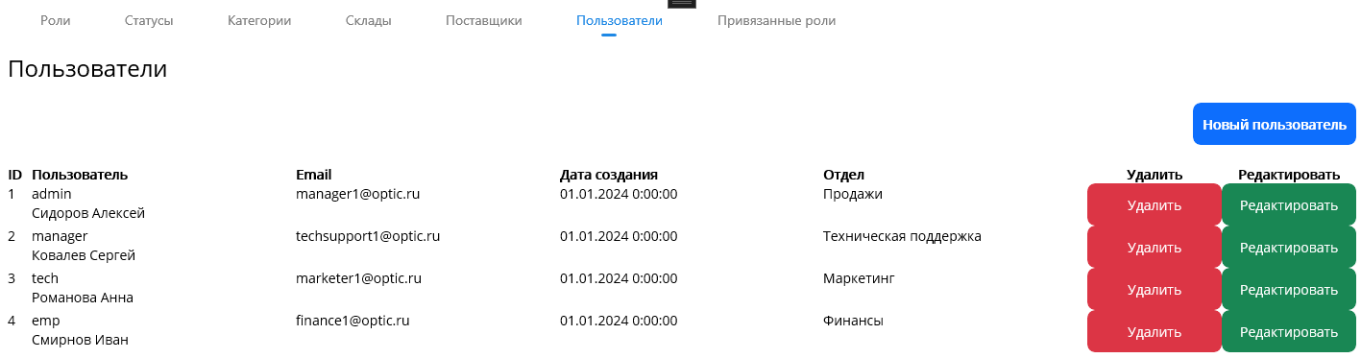 Роли Статусы Категории Склады Поставщики Пользователи Привязанные роли
Пользователи
Новый пользователь
ID Пользователь Email Дата создания Отдел Удалить Редактировать
1 admin manager1@optic.ru 01.01.2024 0:00:00 Продажи Удалить Редактировать
Сидоров Алексей
2 manager techsupport1@optic.ru 01.01.2024 0:00:00 Техническая поддержка Удалить Редактировать
Ковалев Сергей
3 tech marketer1@optic.ru 01.01.2024 0:00:00 Маркетинг Удалить Редактировать
Романова Анна
4 emp finance1@optic.ru 01.01.2024 0:00:00 Финансы Удалить Редактировать
Смирнов Иван